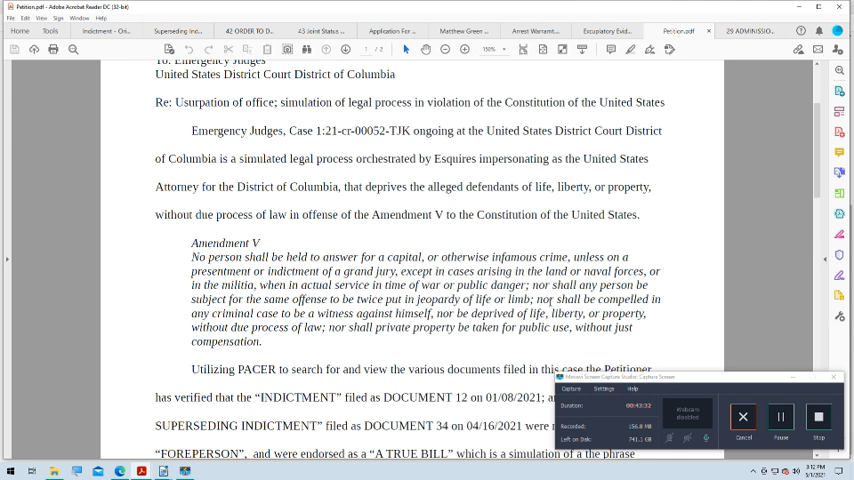 Petition.pdf - Adobe Acrobat Reader DC (32-bit)
File Edit View Sign Window Help
Home Tools Indictment - Ori... Superseding Ind... 42 ORDER TO D... 43 Joint Status ... Application For ... Matthew Green ... Arrest Warrant... Excupiatory Evid... Petition.pdf × 29 ADMISSIO...
1 / 2 150%
To: Emergency Judges
United States District Court District of Columbia
Re: Usurpation of office; simulation of legal process in violation of the Constitution of the United States
Emergency Judges, Case 1:21-cr-00052-TJK ongoing at the United States District Court District
of Columbia is a simulated legal process orchestrated by Esquires impersonating as the United States
Attorney for the District of Columbia, that deprives the alleged defendants of life, liberty, or property,
without due process of law in offense of the Amendment V to the Constitution of the United States.
Amendment V
No person shall be held to answer for a capital, or otherwise infamous crime, unless on a
presentment or indictment of a grand jury, except in cases arising in the land or naval forces, or
in the militia, when in actual service in time of war or public danger; nor shall any person be
subject for the same offense to be twice put in jeopardy of life or limb; nor shall be compelled in
any criminal case to be a witness against himself, nor be deprived of life, liberty, or property,
without due process of law; nor shall private property be taken for public use, without just
compensation.
Utilizing PACER to search for and view the various documents filed in this case the Petitioner
has verified that the “INDICTMENT” filed as DOCUMENT 12 on 01/08/2021; a
SUPERSEDING INDICTMENT” filed as DOCUMENT 34 on 04/16/2021 were
“FOREPERSON”, and were endorsed as a “A TRUE BILL” which is a simulation of a the phrase
Movavi Screen Capture Studio: Capture Screen
Capture Settings Help
Duration: 00:43:32
Recorded: 156.8 MB
Left on Disk: 741.3 GB
Webcam
disabled
Cancel Pause Stop
3:12 PM
5/1/2021